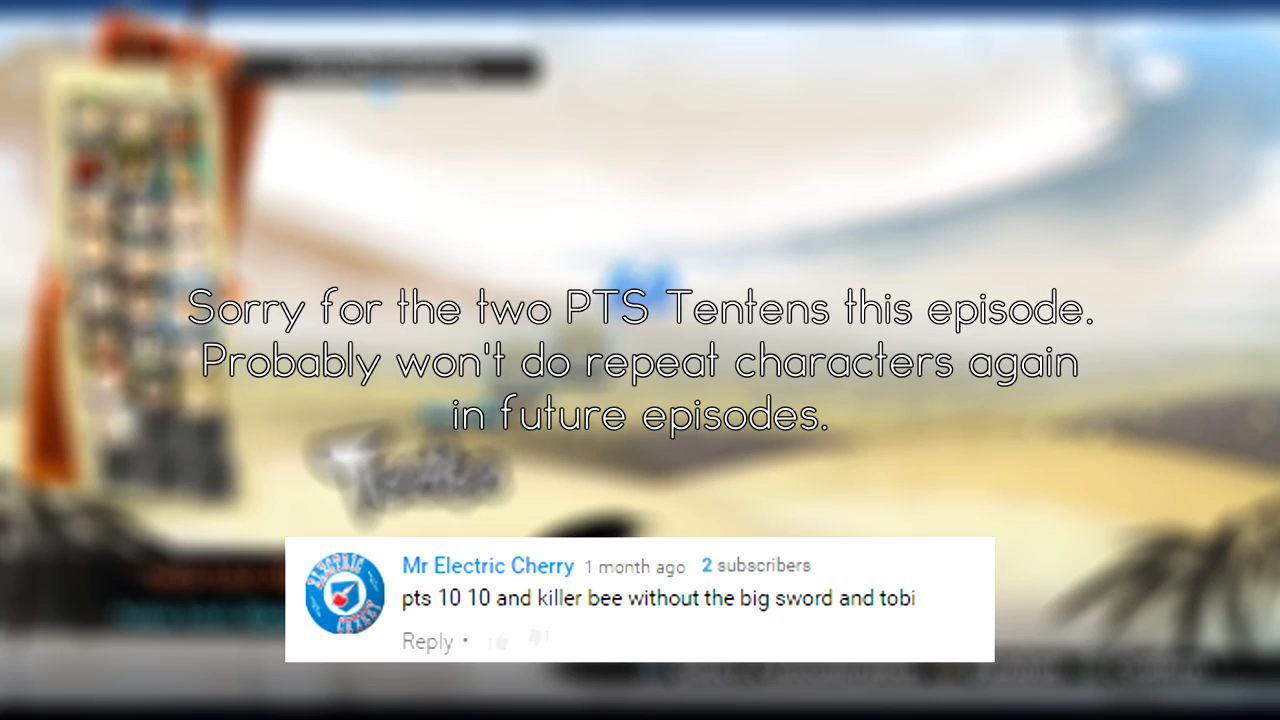 Sorry for the two PTS Tentens this episode.
Probably won't do repeat characters again
in future episodes.
Mr Electric Cherry 1 month ago 2 subscribers
pts 10 10 and killer bee without the big sword and tobi
Reply •